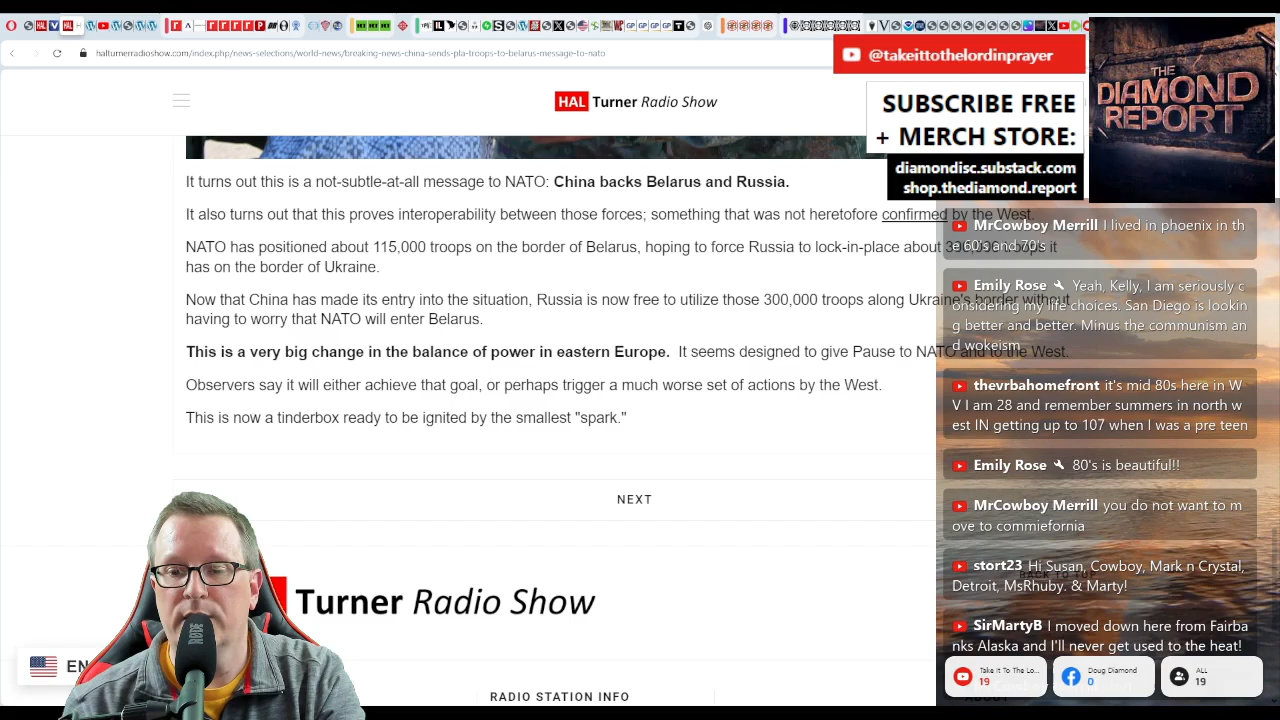 halturnerradioshow.com/index.php/news-selections/world-news/breaking-news-china-sends-pla-troops-to-belarus-message-to-nato
@takeittothelordinprayer
SUBSCRIBE FREE
+ MERCH STORE:
diamondisc.substack.com
shop.thediamond.report
THE
DIAMOND
REPORT
HAL Turner Radio Show
It turns out this is a not-subtle-at-all message to NATO: China backs Belarus and Russia.
It also turns out that this proves interoperability between those forces; something that was not heretofore confirmed by the West.
NATO has positioned about 115,000 troops on the border of Belarus, hoping to force Russia to lock-in-place about troops it
has on the border of Ukraine.
Now that China has made its entry into the situation, Russia is now free to utilize those 300,000 troops along Ukraine's border without
having to worry that NATO will enter Belarus.
This is a very big change in the balance of power in eastern Europe. It seems designed to give Pause to NATO and to the West.
Observers say it will either achieve that goal, or perhaps trigger a much worse set of actions by the West.
This is now a tinderbox ready to be ignited by the smallest "spark."
NEXT
Turner Radio Show
EN
RADIO STATION INFO
MrCowboy Merrill I lived in phoenix in th
e 60's and 70's
Emily Rose Yeah, Kelly, I am seriously c
onsidering my life choices. San Diego is lookin
g better and better. Minus the communism an
d wokeism
thevrbahomefront it's mid 80s here in W
V I am 28 and remember summers in north w
est IN getting up to 107 when I was a pre teen
Emily Rose 80's is beautiful!!
MrCowboy Merrill you do not want to m
ove to commiefornia
stort23 Hi Susan, Cowboy, Mark n Crystal,
Detroit, MsRhuby. & Marty!
SirMartyB I moved down here from Fairba
nks Alaska and I'll never get used to the heat!
Take It To The Lo...
19
Doug Diamond
0
ALL
19